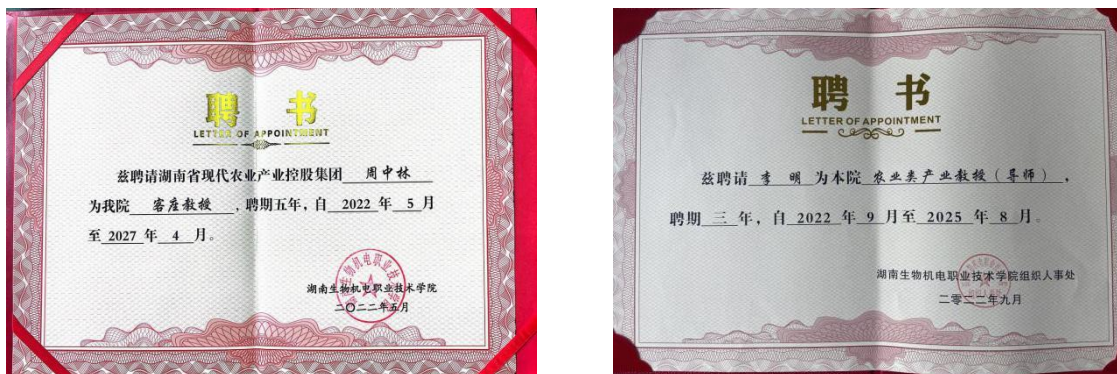 聘 书
LETTER OF APPOINTMENT
兹聘请湖南省现代农业产业控股集团 周中林
为我院 客座教授 ，聘期五年，自 2022 年 5 月
至 2027 年 4 月。
湖南生物机电职业技术学院
二〇二二年五月
聘 书
LETTER OF APPOINTMENT
兹聘请 李明 为本院 农业类产业教授（导师），
聘期 三 年，自 2022 年 9 月至 2025 年 8 月。
湖南生物机电职业技术学院组织人事处
二零二二年九月